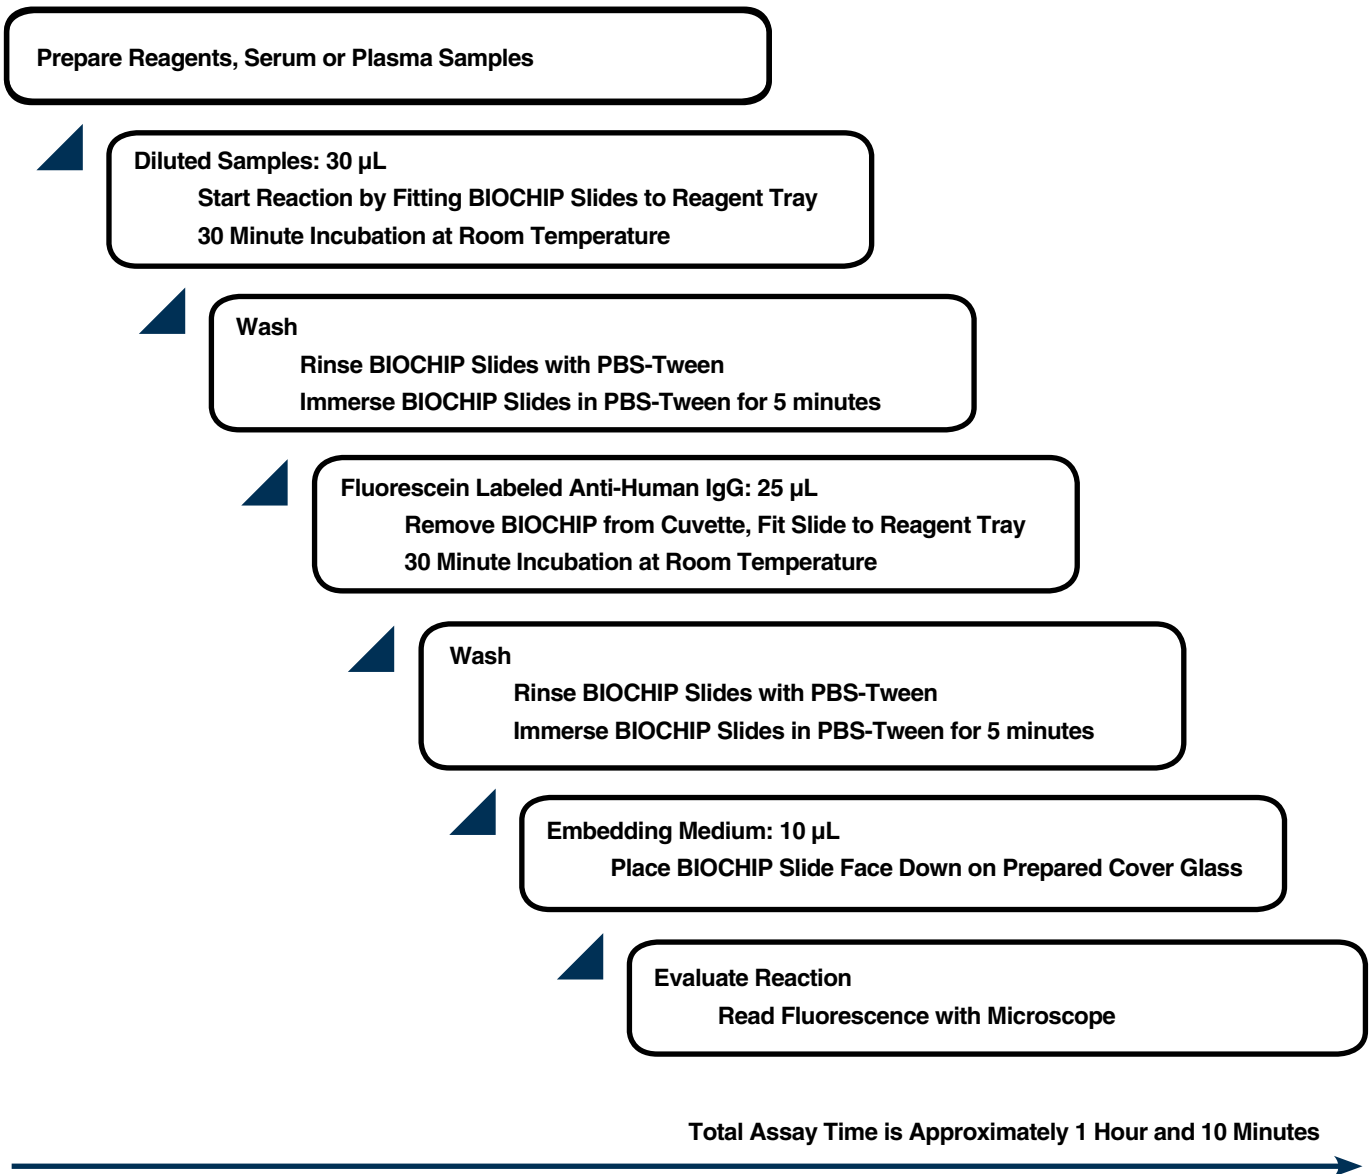 Prepare Reagents, Serum or Plasma Samples
Diluted Samples: 30 µL
Start Reaction by Fitting BIOCHIP Slides to Reagent Tray
30 Minute Incubation at Room Temperature
Wash
Rinse BIOCHIP Slides with PBS-Tween
Immerse BIOCHIP Slides in PBS-Tween for 5 minutes
Fluorescein Labeled Anti-Human IgG: 25 µL
Remove BIOCHIP from Cuvette, Fit Slide to Reagent Tray
30 Minute Incubation at Room Temperature
Wash
Rinse BIOCHIP Slides with PBS-Tween
Immerse BIOCHIP Slides in PBS-Tween for 5 minutes
Embedding Medium: 10 µL
Place BIOCHIP Slide Face Down on Prepared Cover Glass
Evaluate Reaction
Read Fluorescence with Microscope
Total Assay Time is Approximately 1 Hour and 10 Minutes